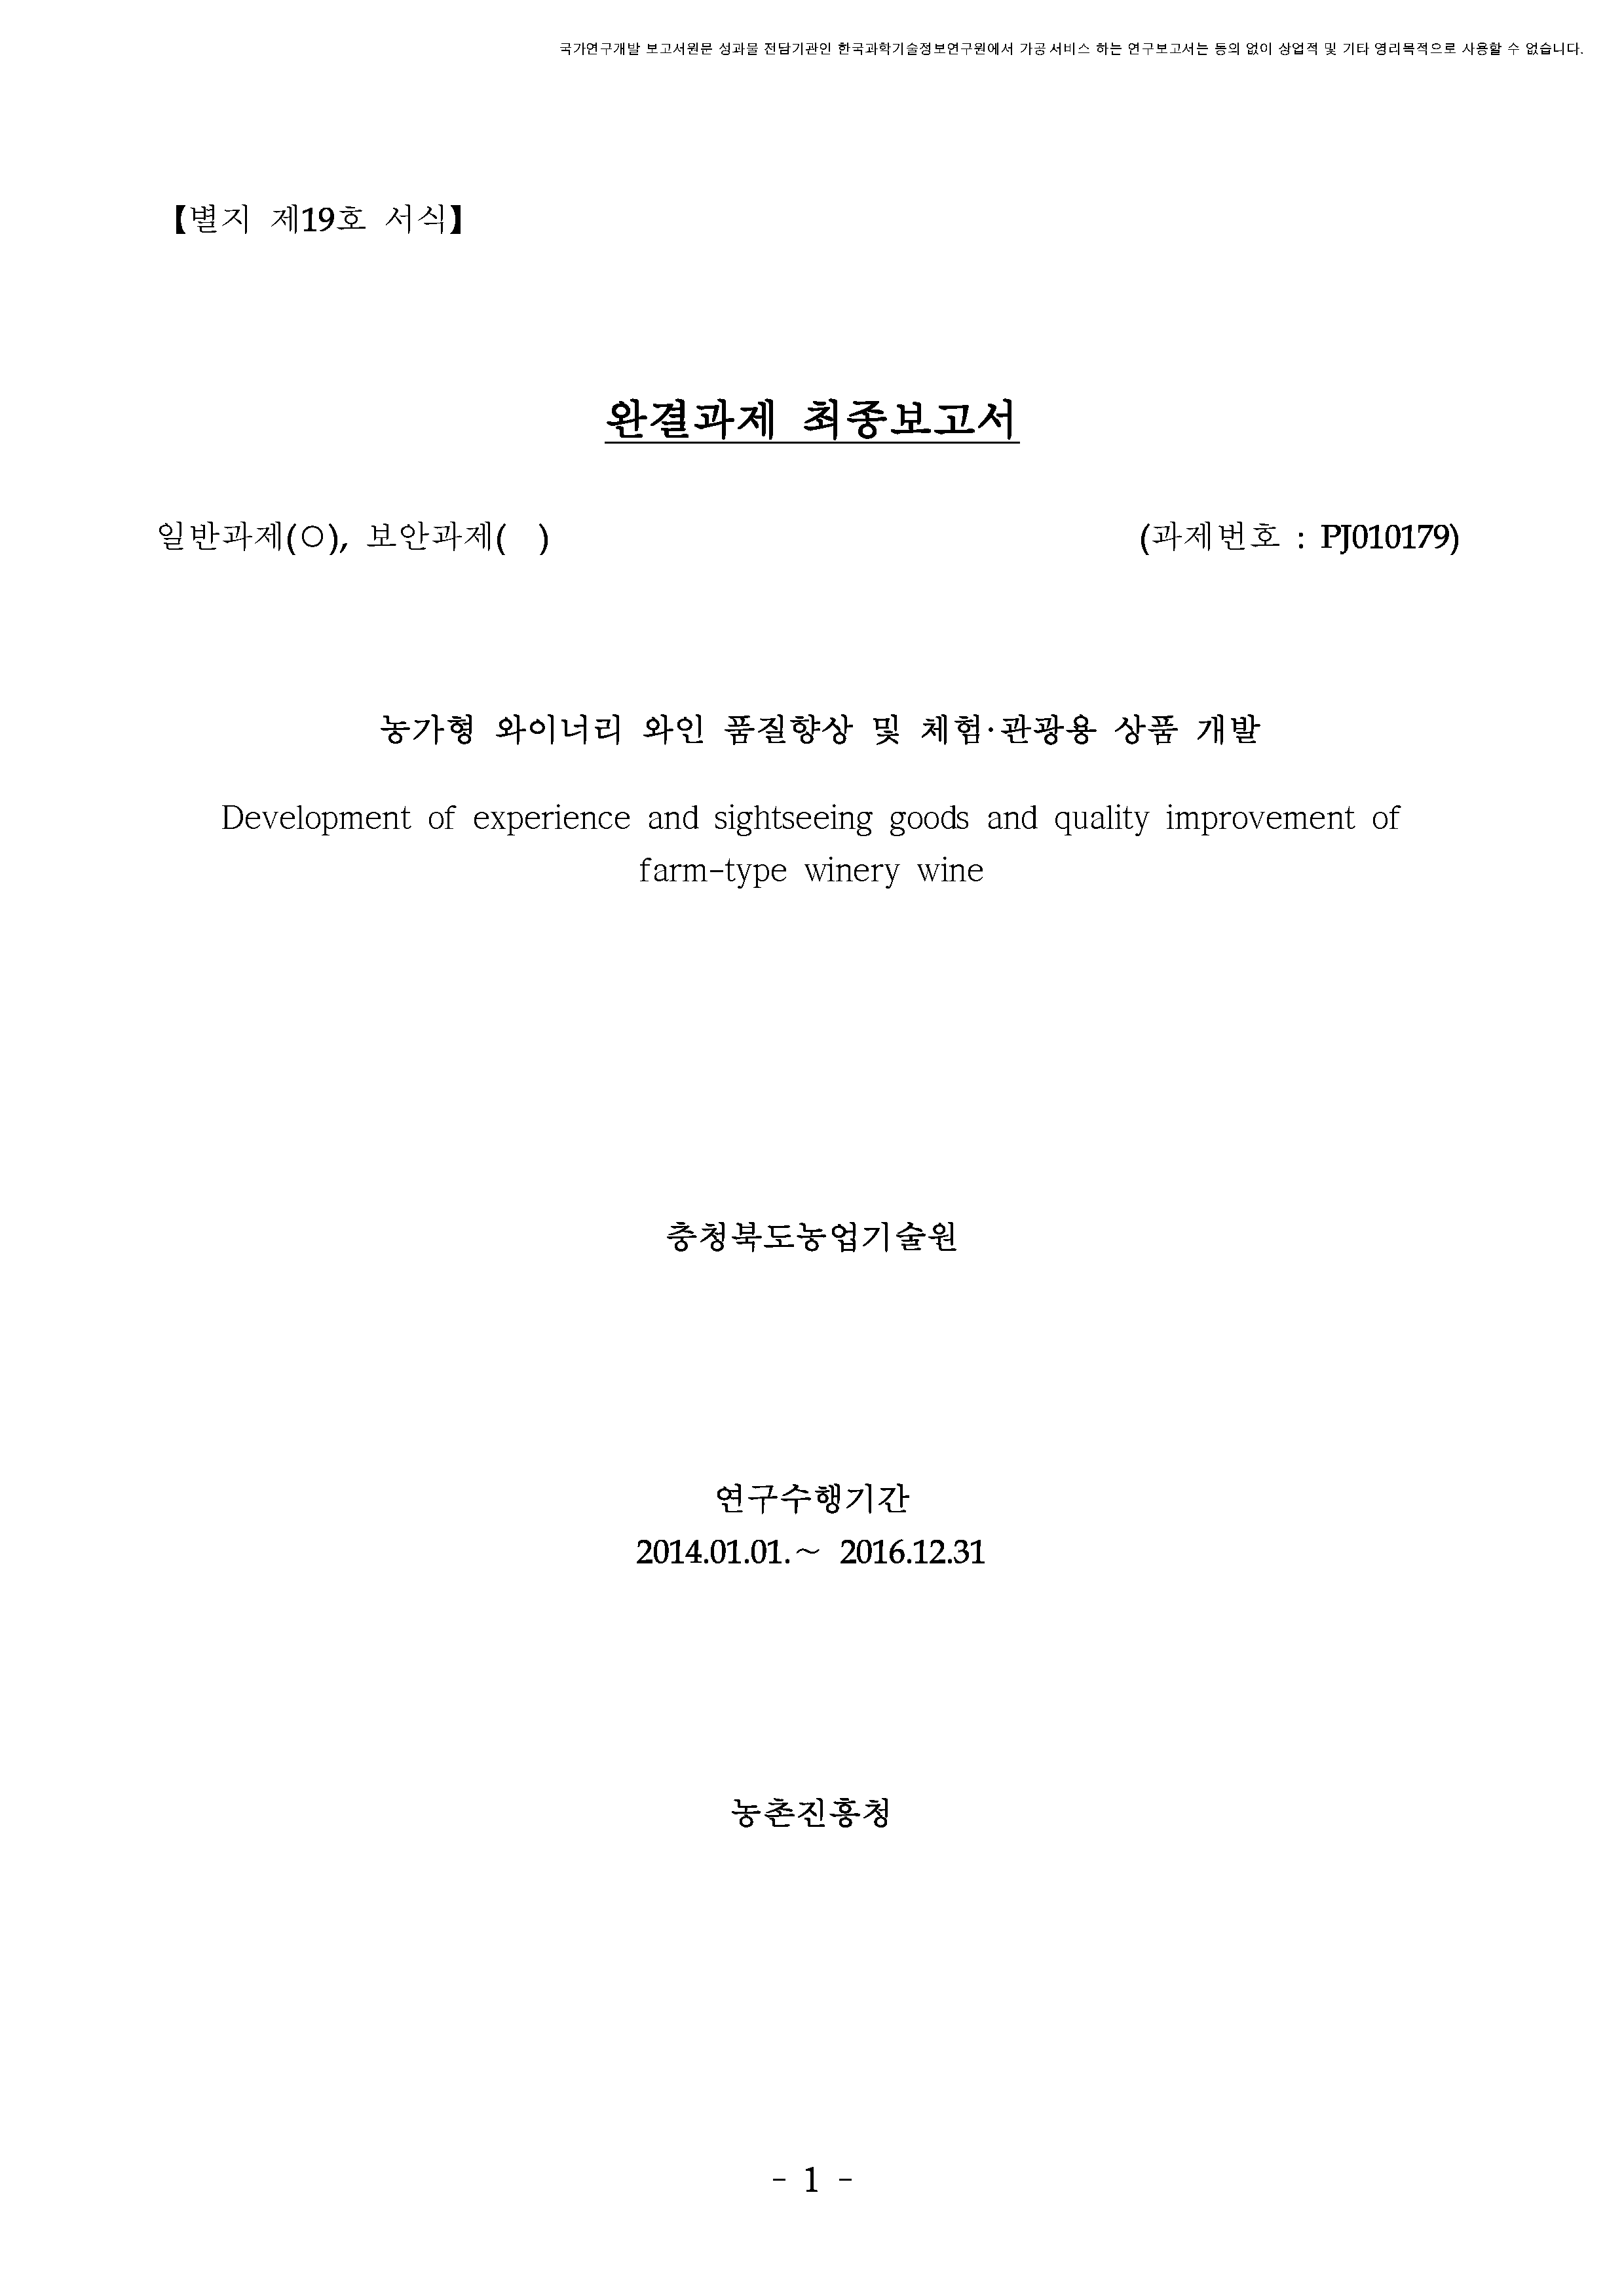 국가연구개발 보고서원문 성과물 전담기관인 한국과학기술정보연구원에서 가공·서비스 하는 연구보고서는 동의 없이 상업적 및 기타 영리목적으로 사용할 수 없습니다.
【별지 제19호 서식】
완결과제 최종보고서
일반과제(○), 보안과제( ) (과제번호 : PJ010179)
농가형 와이너리 와인 품질향상 및 체험·관광용 상품 개발
Development of experience and sightseeing goods and quality improvement of
farm-type winery wine
충청북도농업기술원
연구수행기간
2014.01.01.~ 2016.12.31
농촌진흥청
- 1 -